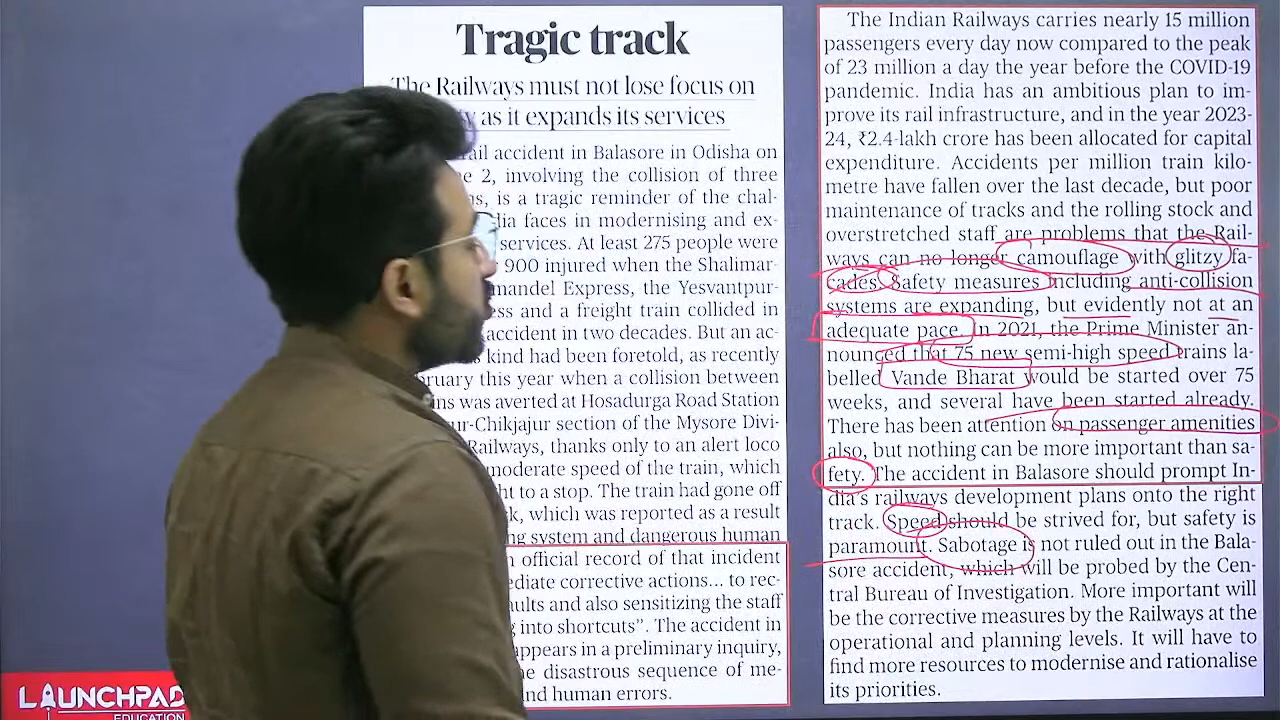 Tragic track
The Railways must not lose focus on
as it expands its services
rail accident in Balasore in Odisha on
2, involving the collision of three
is a tragic reminder of the chal-
faces in modernising and ex-
services. At least 275 people were
900 injured when the Shalimar-
Express, the Yesvantpur-
and a freight train collided in
accident in two decades. But an ac-
kind had been foretold, as recently
this year when a collision between
was averted at Hosadurga Road Station
-Chikjajur section of the Mysore Divi-
Railways, thanks only to an alert loco
moderate speed of the train, which
to a stop. The train had gone off
which was reported as a result
system and dangerous human
official record of that incident
corrective actions... to rec-
and also sensitizing the staff
into shortcuts”. The accident in
appears in a preliminary inquiry,
disastrous sequence of me-
and human errors.
The Indian Railways carries nearly 15 million
passengers every day now compared to the peak
of 23 million a day the year before the COVID-19
pandemic. India has an ambitious plan to im-
prove its rail infrastructure, and in the year 2023-
24, ₹2.4-lakh crore has been allocated for capital
expenditure. Accidents per million train kilo-
metre have fallen over the last decade, but poor
maintenance of tracks and the rolling stock and
overstretched staff are problems that the Rail-
ways can no longer camouflage with glitzy fa-
cades. Safety measures including anti-collision
systems are expanding, but evidently not at an
adequate pace. In 2021, the Prime Minister an-
nounced that 75 new semi-high speed trains la-
belled Vande Bharat would be started over 75
weeks, and several have been started already.
There has been attention on passenger amenities
also, but nothing can be more important than sa-
fety. The accident in Balasore should prompt In-
dia’s railways development plans onto the right
track. Speed should be strived for, but safety is
paramount. Sabotage is not ruled out in the Bala-
sore accident, which will be probed by the Cen-
tral Bureau of Investigation. More important will
be the corrective measures by the Railways at the
operational and planning levels. It will have to
find more resources to modernise and rationalise
its priorities.
LAUNCHPAD
EDUCATION